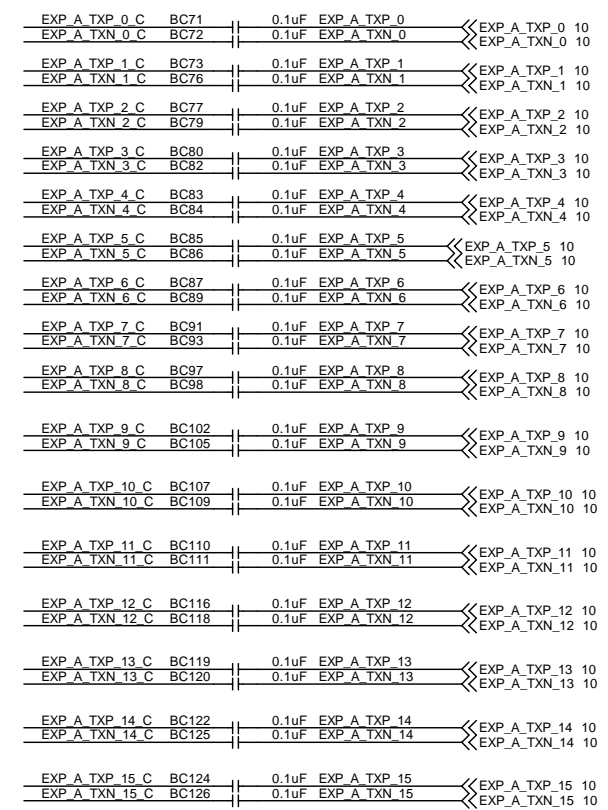 EXP_A_TXP_0_C BC71 0.1uF EXP_A_TXP_0 EXP_A_TXP_0 10
EXP_A_TXN_0_C BC72 0.1uF EXP_A_TXN_0 EXP_A_TXN_0 10
EXP_A_TXP_1_C BC73 0.1uF EXP_A_TXP_1 EXP_A_TXP_1 10
EXP_A_TXN_1_C BC76 0.1uF EXP_A_TXN_1 EXP_A_TXN_1 10
EXP_A_TXP_2_C BC77 0.1uF EXP_A_TXP_2 EXP_A_TXP_2 10
EXP_A_TXN_2_C BC79 0.1uF EXP_A_TXN_2 EXP_A_TXN_2 10
EXP_A_TXP_3_C BC80 0.1uF EXP_A_TXP_3 EXP_A_TXP_3 10
EXP_A_TXN_3_C BC82 0.1uF EXP_A_TXN_3 EXP_A_TXN_3 10
EXP_A_TXP_4_C BC83 0.1uF EXP_A_TXP_4 EXP_A_TXP_4 10
EXP_A_TXN_4_C BC84 0.1uF EXP_A_TXN_4 EXP_A_TXN_4 10
EXP_A_TXP_5_C BC85 0.1uF EXP_A_TXP_5 EXP_A_TXP_5 10
EXP_A_TXN_5_C BC86 0.1uF EXP_A_TXN_5 EXP_A_TXN_5 10
EXP_A_TXP_6_C BC87 0.1uF EXP_A_TXP_6 EXP_A_TXP_6 10
EXP_A_TXN_6_C BC89 0.1uF EXP_A_TXN_6 EXP_A_TXN_6 10
EXP_A_TXP_7_C BC91 0.1uF EXP_A_TXP_7 EXP_A_TXP_7 10
EXP_A_TXN_7_C BC93 0.1uF EXP_A_TXN_7 EXP_A_TXN_7 10
EXP_A_TXP_8_C BC97 0.1uF EXP_A_TXP_8 EXP_A_TXP_8 10
EXP_A_TXN_8_C BC98 0.1uF EXP_A_TXN_8 EXP_A_TXN_8 10
EXP_A_TXP_9_C BC102 0.1uF EXP_A_TXP_9 EXP_A_TXP_9 10
EXP_A_TXN_9_C BC105 0.1uF EXP_A_TXN_9 EXP_A_TXN_9 10
EXP_A_TXP_10_C BC107 0.1uF EXP_A_TXP_10 EXP_A_TXP_10 10
EXP_A_TXN_10_C BC109 0.1uF EXP_A_TXN_10 EXP_A_TXN_10 10
EXP_A_TXP_11_C BC110 0.1uF EXP_A_TXP_11 EXP_A_TXP_11 10
EXP_A_TXN_11_C BC111 0.1uF EXP_A_TXN_11 EXP_A_TXN_11 10
EXP_A_TXP_12_C BC116 0.1uF EXP_A_TXP_12 EXP_A_TXP_12 10
EXP_A_TXN_12_C BC118 0.1uF EXP_A_TXN_12 EXP_A_TXN_12 10
EXP_A_TXP_13_C BC119 0.1uF EXP_A_TXP_13 EXP_A_TXP_13 10
EXP_A_TXN_13_C BC120 0.1uF EXP_A_TXN_13 EXP_A_TXN_13 10
EXP_A_TXP_14_C BC122 0.1uF EXP_A_TXP_14 EXP_A_TXP_14 10
EXP_A_TXN_14_C BC125 0.1uF EXP_A_TXN_14 EXP_A_TXN_14 10
EXP_A_TXP_15_C BC124 0.1uF EXP_A_TXP_15 EXP_A_TXP_15 10
EXP_A_TXN_15_C BC126 0.1uF EXP_A_TXN_15 EXP_A_TXN_15 10